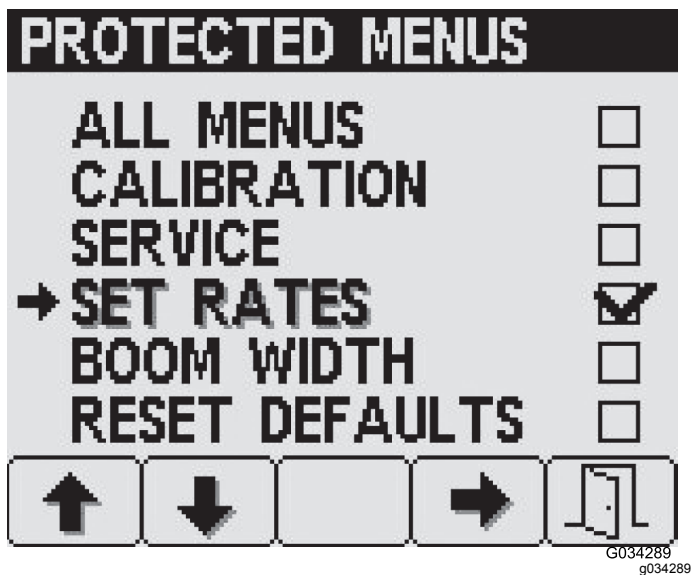 PROTECTED MENUS
ALL MENUS
CALIBRATION
SERVICE
SET RATES
BOOM WIDTH
RESET DEFAULTS
G034289
g034289